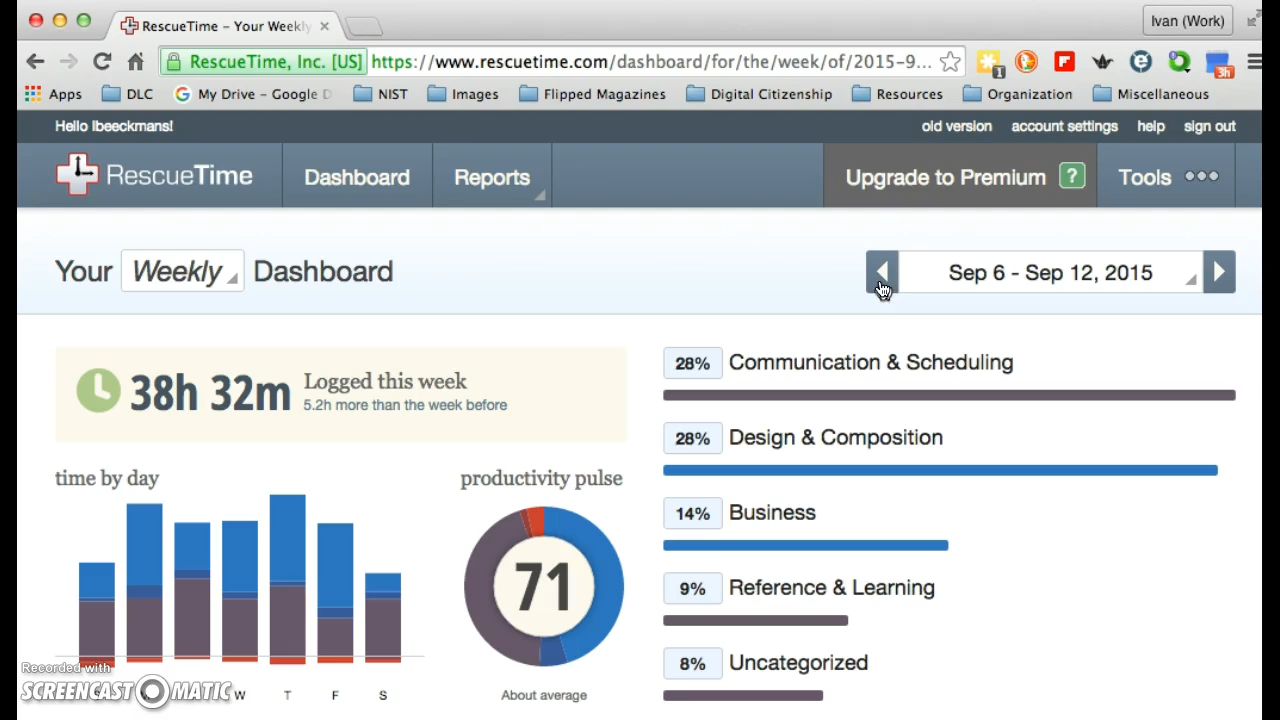 RescueTime - Your Weekly
Ivan (Work)
RescueTime, Inc. [US] https://www.rescuetime.com/dashboard/for/the/week/of/2015-9...
1
3h
Apps DLC My Drive - Google D NIST Images Flipped Magazines Digital Citizenship Resources Organization Miscellaneous
Hello Ibeeckmans! old version account settings help sign out
RescueTime Dashboard Reports Upgrade to Premium ? Tools
Your Weekly Dashboard
Sep 6 - Sep 12, 2015
38h 32m Logged this week
5.2h more than the week before
time by day
productivity pulse
71
About average
W T F S
28% Communication & Scheduling
28% Design & Composition
14% Business
9% Reference & Learning
8% Uncategorized
Recorded with
SCREENCAST MATIC